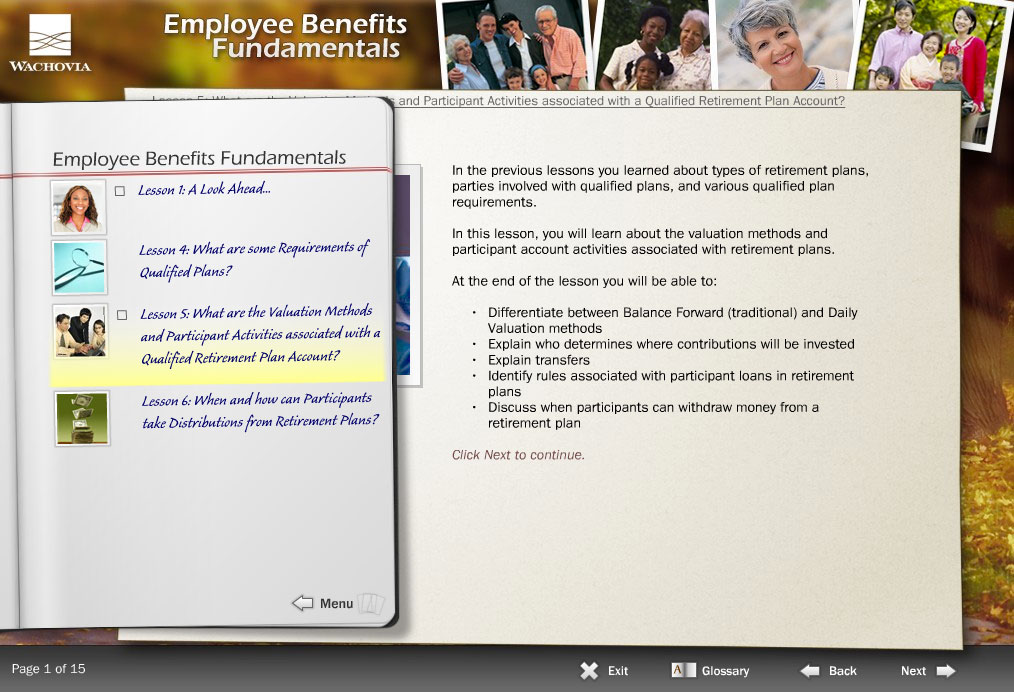 WACHOVIA
Employee Benefits
Fundamentals
and Participant Activities associated with a Qualified Retirement Plan Account?
Employee Benefits Fundamentals
Lesson 1: A Look Ahead...
Lesson 4: What are some Requirements of
Qualified Plans?
Lesson 5: What are the Valuation Methods
and Participant Activities associated with a
Qualified Retirement Plan Account?
Lesson 6: When and how can Participants
take Distributions from Retirement Plans?
Menu
In the previous lessons you learned about types of retirement plans,
parties involved with qualified plans, and various qualified plan
requirements.
In this lesson, you will learn about the valuation methods and
participant account activities associated with retirement plans.
At the end of the lesson you will be able to:
• Differentiate between Balance Forward (traditional) and Daily
Valuation methods
• Explain who determines where contributions will be invested
• Explain transfers
• Identify rules associated with participant loans in retirement
plans
• Discuss when participants can withdraw money from a
retirement plan
Click Next to continue.
Page 1 of 15
Exit
A Glossary
Back
Next